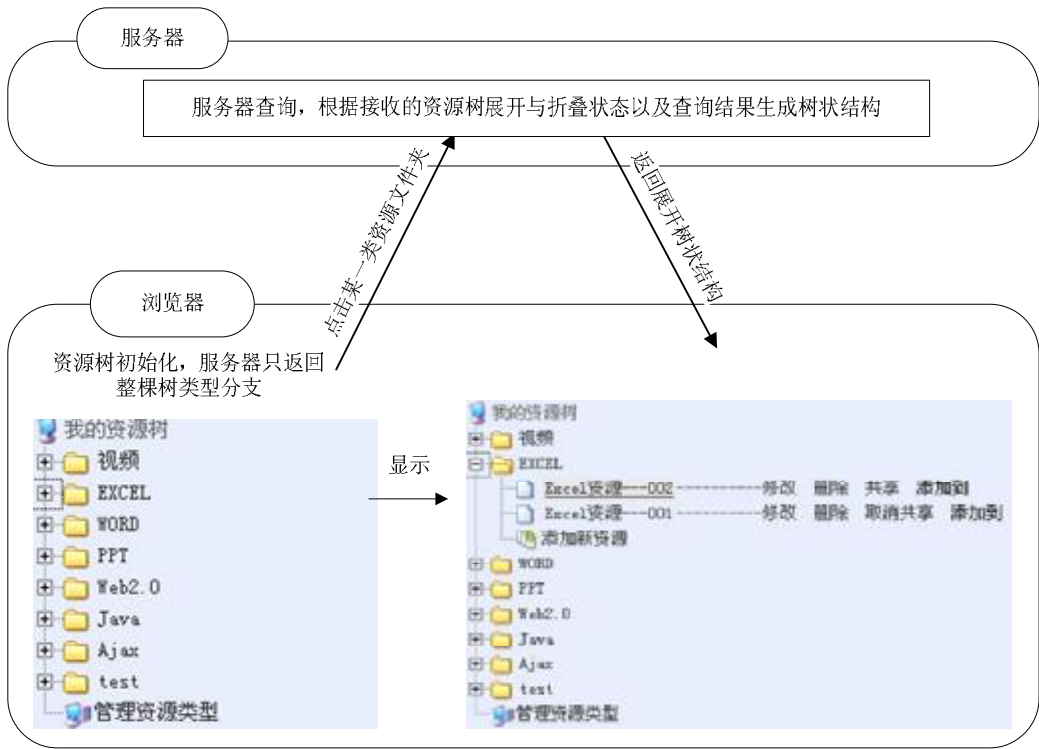 服务器
服务器查询，根据接收的资源树展开与折叠状态以及查询结果生成树状结构
点击某一类资源文件夹
返回展开树状结构
浏览器
资源树初始化，服务器只返回
整棵树类型分支
我的资源树
视频
EXCEL
WORD
PPT
Web2.0
Java
Ajax
test
管理资源类型
显示
我的资源树
视频
EXCEL
Excel资源---002-----------修改 删除 共享 添加到
Excel资源---001-----------修改 删除 取消共享 添加到
添加新资源
WORD
PPT
Web2.0
Java
Ajax
test
管理资源类型